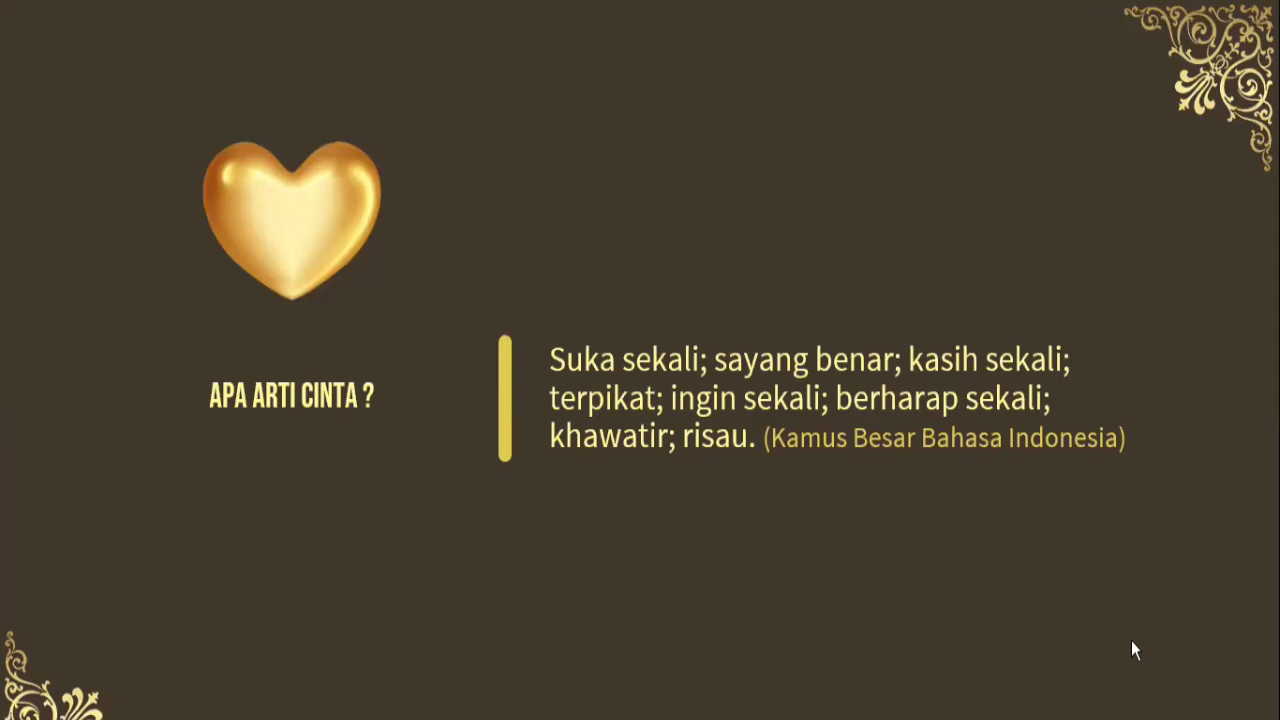 APA ARTI CINTA ?
Suka sekali; sayang benar; kasih sekali;
terpikat; ingin sekali; berharap sekali;
khawatir; risau. (Kamus Besar Bahasa Indonesia)